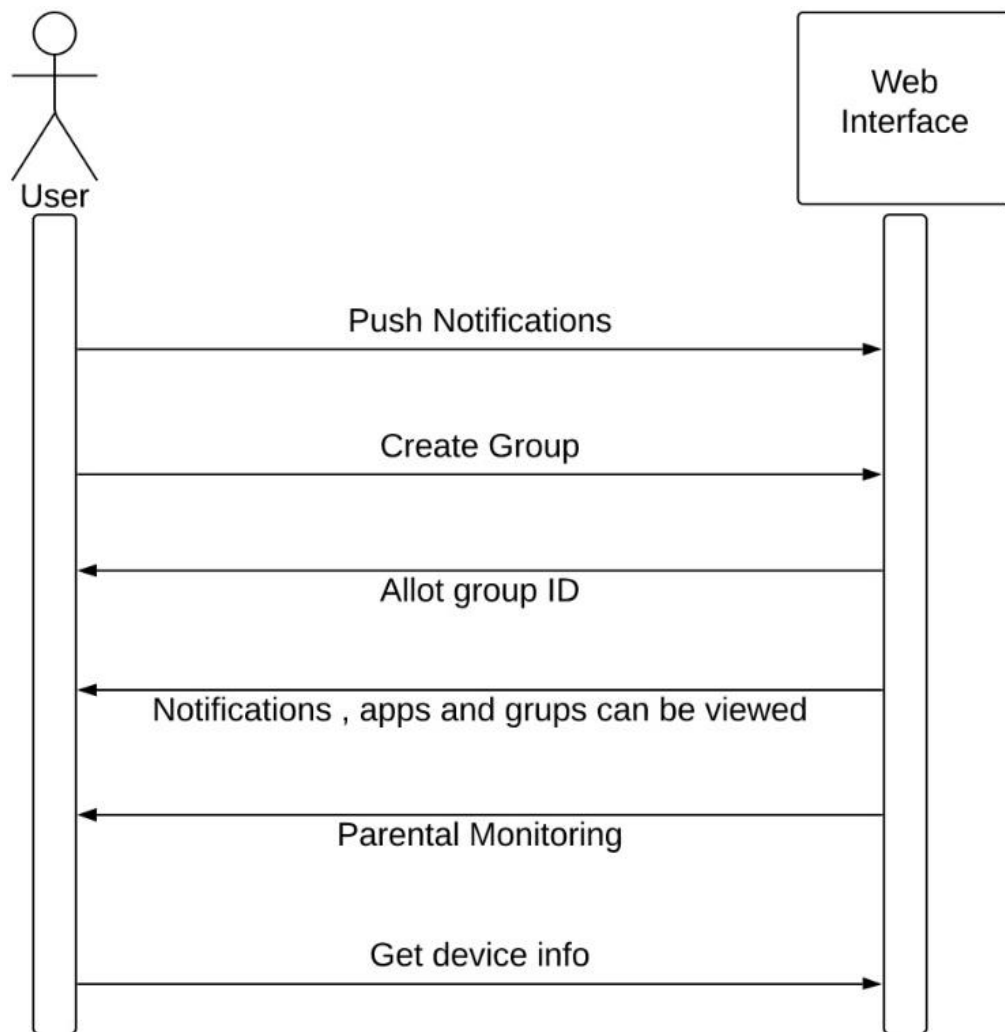 Web
Interface
User
Push Notifications
Create Group
Allot group ID
Notifications , apps and grups can be viewed
Parental Monitoring
Get device info